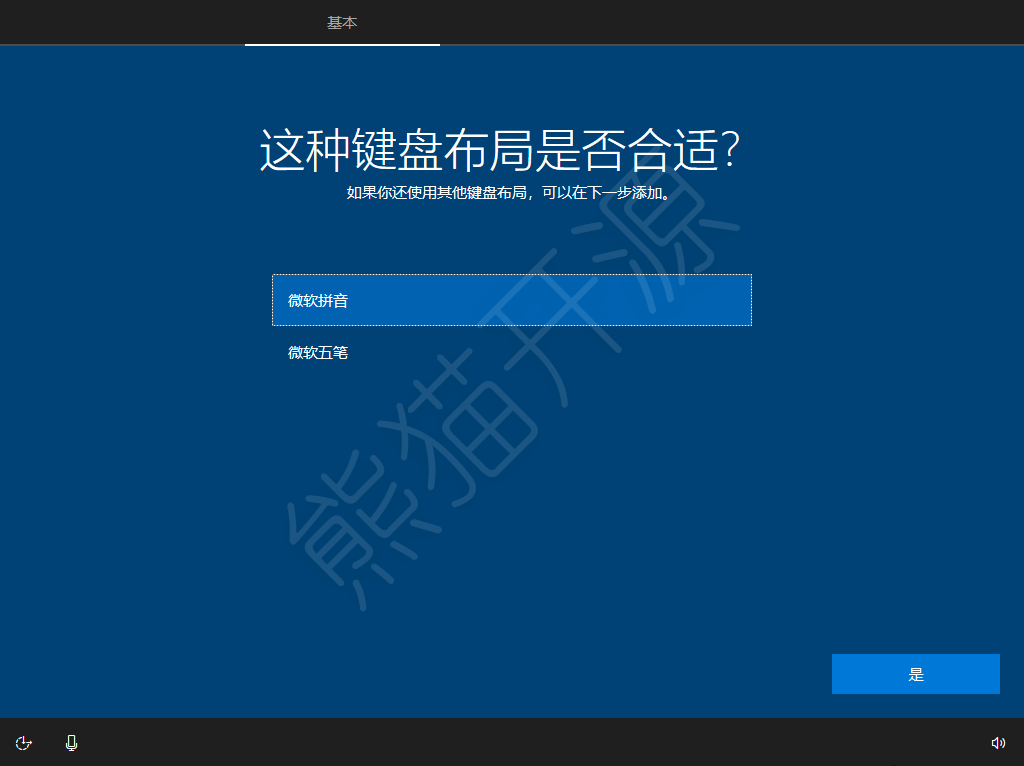 基本
这种键盘布局是否合适?
如果你还使用其他键盘布局，可以在下一步添加。
微软拼音
微软五笔
熊猫开源
是